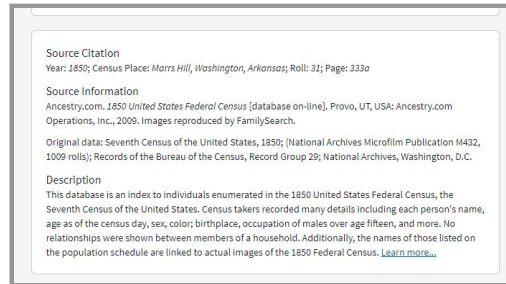 Source Citation
Year: 1850; Census Place: Marrs Hill, Washington, Arkansas; Roll: 31; Page: 333a
Source Information
Ancestry.com. 1850 United States Federal Census [database on-line]. Provo, UT, USA: Ancestry.com
Operations, Inc., 2009. Images reproduced by FamilySearch.
Original data: Seventh Census of the United States, 1850; (National Archives Microfilm Publication M432,
1009 rolls); Records of the Bureau of the Census, Record Group 29; National Archives, Washington, D.C.
Description
This database is an index to individuals enumerated in the 1850 United States Federal Census, the
Seventh Census of the United States. Census takers recorded many details including each person's name,
age as of the census day, sex, color; birthplace, occupation of males over age fifteen, and more. No
relationships were shown between members of a household. Additionally, the names of those listed on
the population schedule are linked to actual images of the 1850 Federal Census. Learn more...